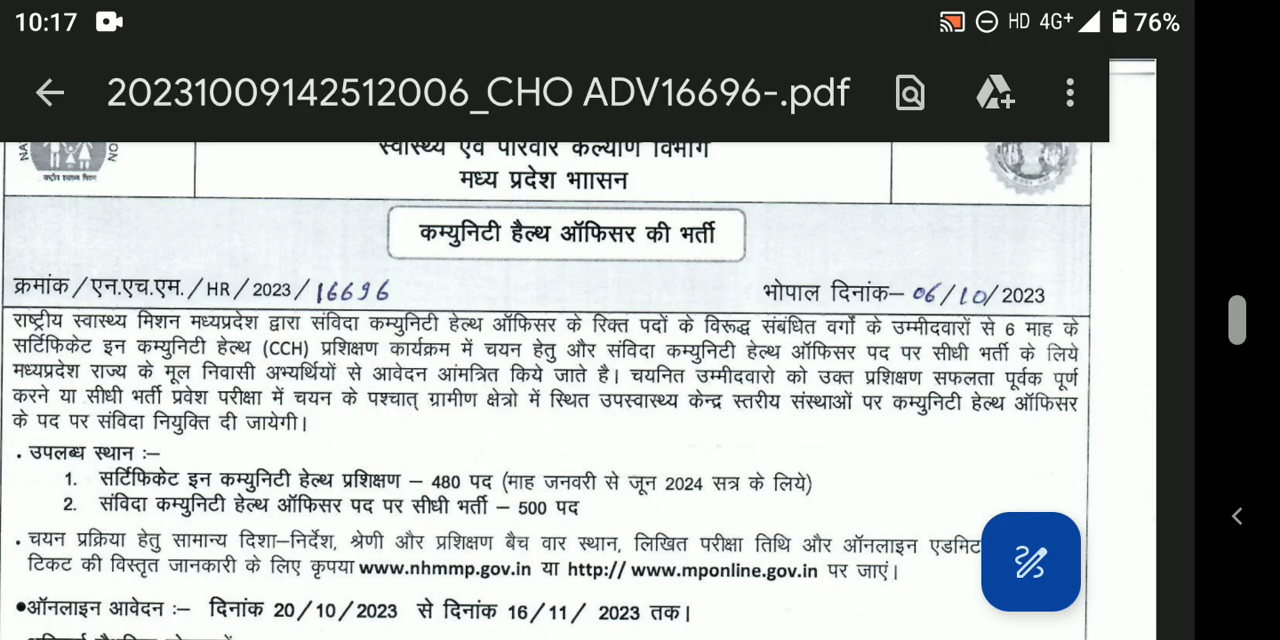 10:17 HD 4G+ 76%
20231009142512006_CHO ADV16696-.pdf
स्वास्थ्य एवं परिवार कल्याण विभाग
मध्य प्रदेश भाासन
राष्ट्रीय स्वास्थ्य मिशन
कम्युनिटी हैल्थ ऑफिसर की भर्ती
क्रमांक/एन.एच.एम./HR/2023/16696 भोपाल दिनांक–06/10/2023
राष्ट्रीय स्वास्थ्य मिशन मध्यप्रदेश द्वारा संविदा कम्युनिटी हेल्थ ऑफिसर के रिक्त पदों के विरूद्ध संबंधित वर्गों के उम्मीदवारों से 6 माह के
सर्टिफिकेट इन कम्युनिटी हेल्थ (CCH) प्रशिक्षण कार्यक्रम में चयन हेतु और संविदा कम्युनिटी हेल्थ ऑफिसर पद पर सीधी भर्ती के लिये
मध्यप्रदेश राज्य के मूल निवासी अभ्यर्थियों से आवेदन आंमत्रित किये जाते है। चयनित उम्मीदवारो को उक्त प्रशिक्षण सफलता पूर्वक पूर्ण
करने या सीधी भर्ती प्रवेश परीक्षा में चयन के पश्चात् ग्रामीण क्षेत्रो में स्थित उपस्वास्थ्य केन्द्र स्तरीय संस्थाओं पर कम्युनिटी हेल्थ ऑफिसर
के पद पर संविदा नियुक्ति दी जायेगी।
. उपलब्ध स्थान :–
1. सर्टिफिकेट इन कम्युनिटी हेल्थ प्रशिक्षण – 480 पद (माह जनवरी से जून 2024 सत्र के लिये)
2. संविदा कम्युनिटी हेल्थ ऑफिसर पद पर सीधी भर्ती – 500 पद
. चयन प्रक्रिया हेतु सामान्य दिशा–निर्देश, श्रेणी और प्रशिक्षण बैच वार स्थान, लिखित परीक्षा तिथि और ऑनलाइन एडमिट
टिकट की विस्तृत जानकारी के लिए कृपया www.nhmmp.gov.in या http:// www.mponline.gov.in पर जाएं।
●ऑनलाइन आवेदन :– दिनांक 20/10/2023 से दिनांक 16/11/ 2023 तक।